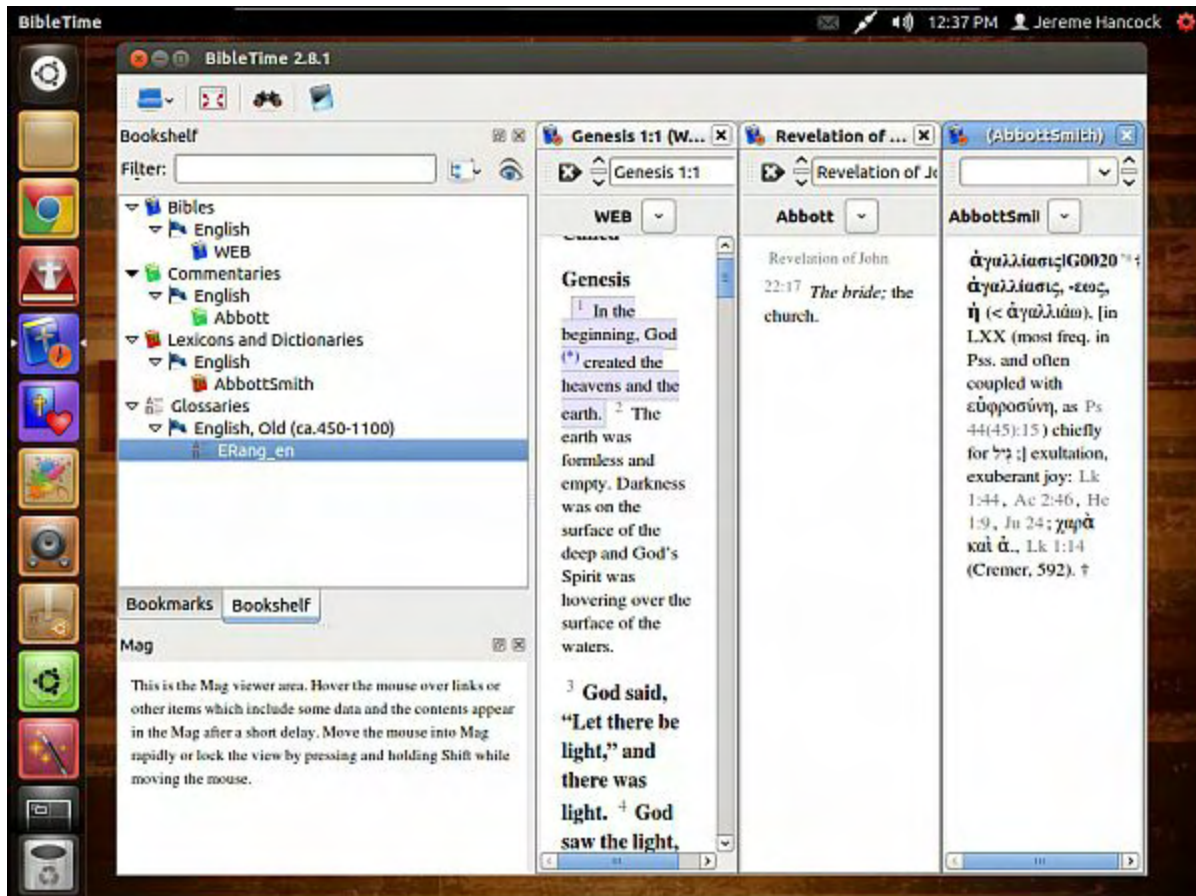 BibleTime
12:37 PM
Jereme Hancock
BibleTime 2.8.1
Bookshelf
Filter:
Bibles
English
WEB
Commentaries
English
Abbott
Lexicons and Dictionaries
English
AbbottSmith
Glossaries
English, Old (ca.450-1100)
ERang_en
Bookmarks
Bookshelf
Mag
This is the Mag viewer area. Hover the mouse over links or
other items which include some data and the contents appear
in the Mag after a short delay. Move the mouse into Mag
rapidly or lock the view by pressing and holding Shift while
moving the mouse.
Genesis 1:1 (W...
Genesis 1:1
WEB
Genesis
1 In the
beginning, God
(*) created the
heavens and the
earth. 2 The
earth was
formless and
empty. Darkness
was on the
surface of the
deep and God's
Spirit was
hovering over the
surface of the
waters.
3 God said,
“Let there be
light,” and
there was
light. 4 God
saw the light,
Revelation of ...
Revelation of Jo
Abbott
Revelation of John
22:17 The bride; the
church.
(AbbottSmith)
AbbottSmil
ἀγαλλίασις|G0020
ἀγαλλίασις, -εως,
ἡ (< ἀγαλλιάω), [in
LXX (most freq. in
Pss. and often
coupled with
εὐφροσύνη, as Ps
44(45):15 ) chiefly
for גִּיל ;] exultation,
exuberant joy: Lk
1:44, Ac 2:46, He
1:9, Ju 24; χαρὰ
καὶ ἀ., Lk 1:14
(Cremer, 592). †